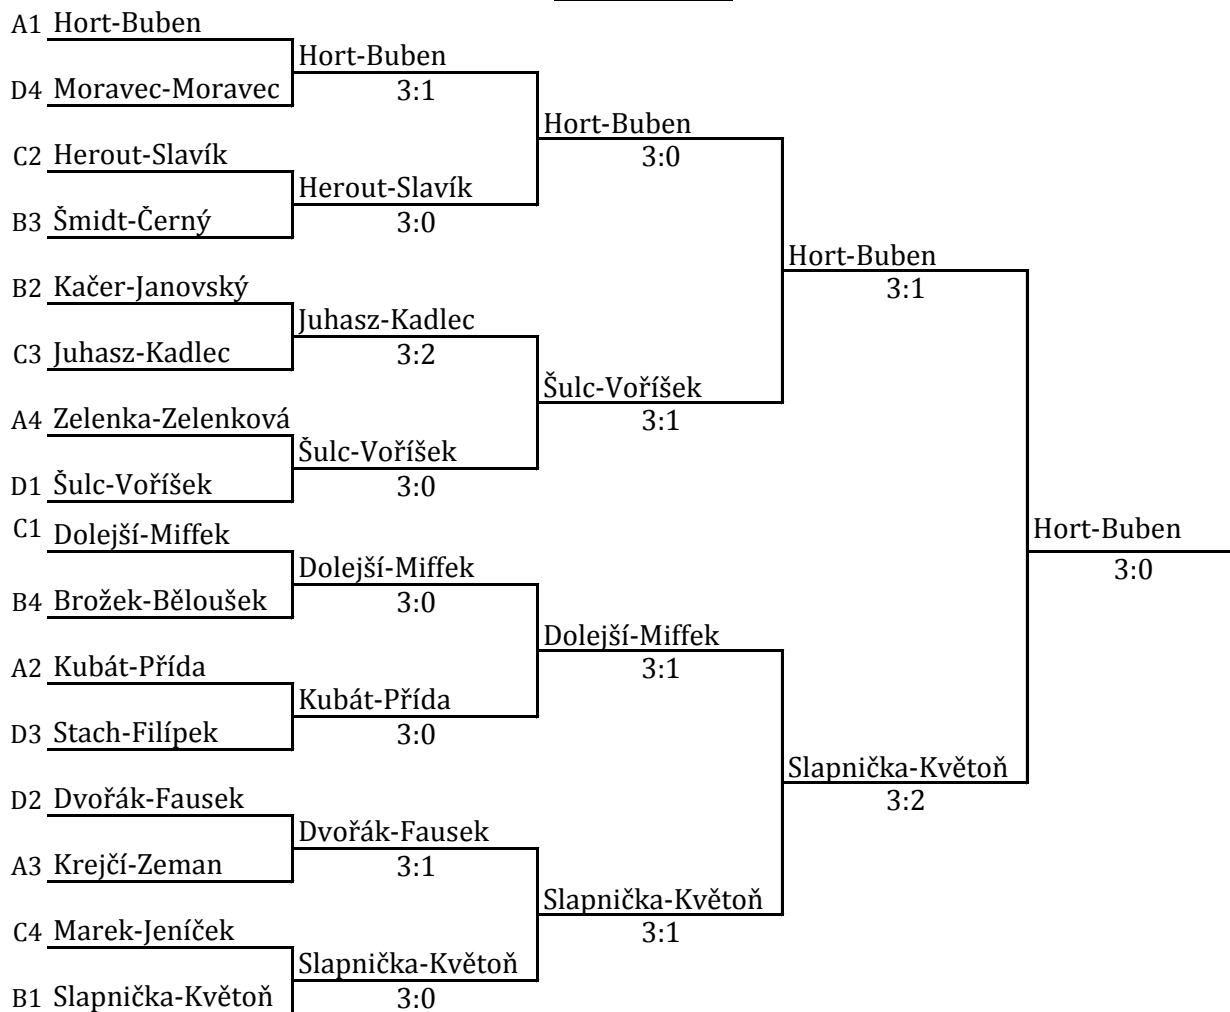 A1 Hort-Buben
Hort-Buben
D4 Moravec-Moravec
3:1
Hort-Buben
C2 Herout-Slavík
3:0
Herout-Slavík
B3 Šmidt-Černý
3:0
Hort-Buben
B2 Kačer-Janovský
3:1
Juhasz-Kadlec
C3 Juhasz-Kadlec
3:2
Šulc-Voříšek
A4 Zelenka-Zelenková
3:1
Šulc-Voříšek
D1 Šulc-Voříšek
3:0
C1 Dolejší-Miffek
Hort-Buben
Dolejší-Miffek
3:0
B4 Brožek-Běloušek
3:0
Dolejší-Miffek
A2 Kubát-Přída
3:1
Kubát-Přída
D3 Stach-Filípek
3:0
Slapnička-Květoň
D2 Dvořák-Fausek
3:2
Dvořák-Fausek
A3 Krejčí-Zeman
3:1
Slapnička-Květoň
C4 Marek-Jeníček
3:1
Slapnička-Květoň
B1 Slapnička-Květoň
3:0